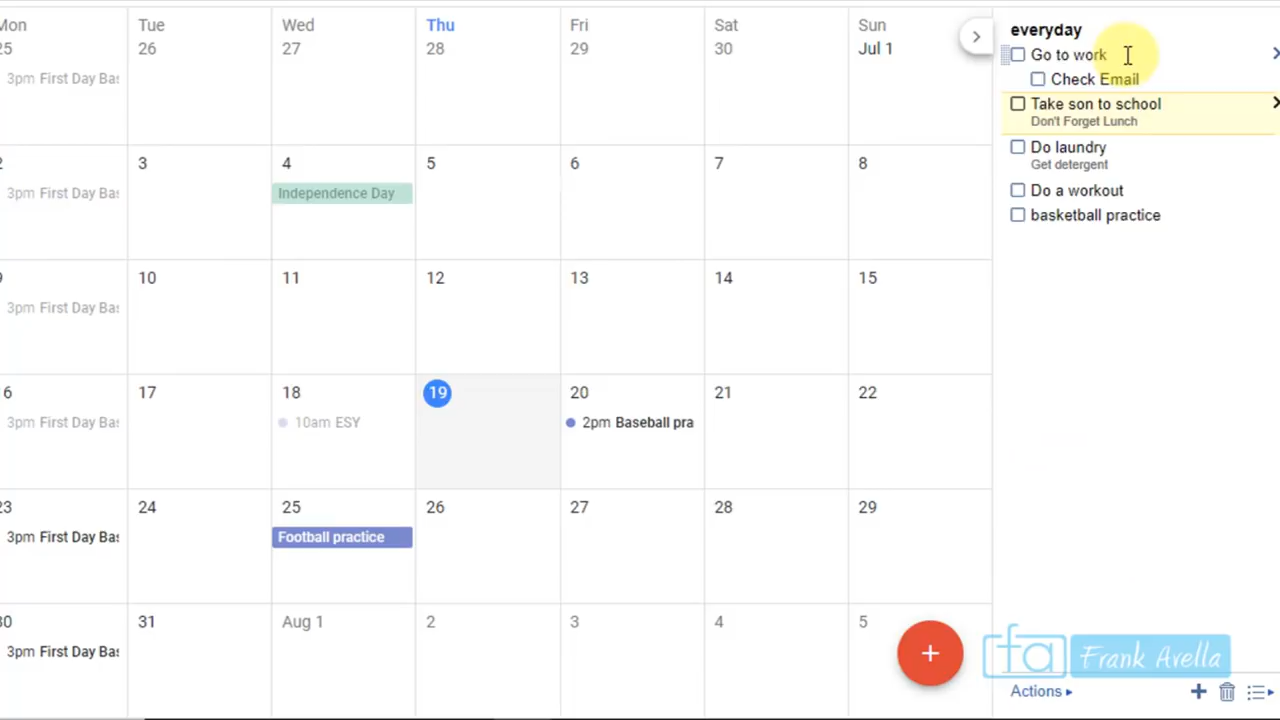 Mon Tue Wed Thu Fri Sat Sun
25 26 27 28 29 30 Jul 1
3pm First Day Bas
2 3 4 5 6 7 8
3pm First Day Bas Independence Day
9 10 11 12 13 14 15
3pm First Day Bas
6 17 18 19 20 21 22
3pm First Day Bas 10am ESY 2pm Baseball pra
23 24 25 26 27 28 29
3pm First Day Bas Football practice
30 31 Aug 1 2 3 4 5
3pm First Day Bas
everyday
Go to work
Check Email
Take son to school
Don't Forget Lunch
Do laundry
Get detergent
Do a workout
basketball practice
fa Frank Avella
Actions